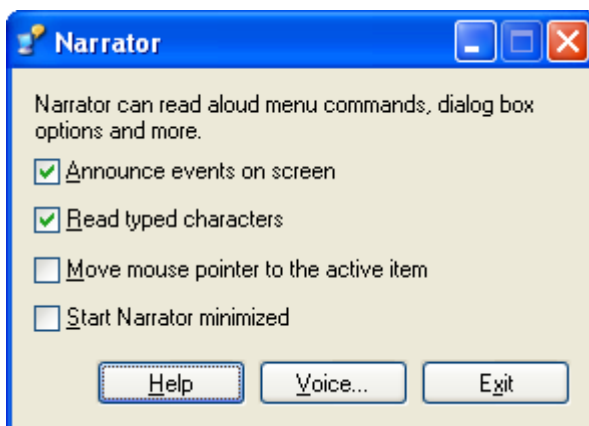 Narrator
Narrator can read aloud menu commands, dialog box
options and more.
Announce events on screen
Read typed characters
Move mouse pointer to the active item
Start Narrator minimized
Help Voice... Exit